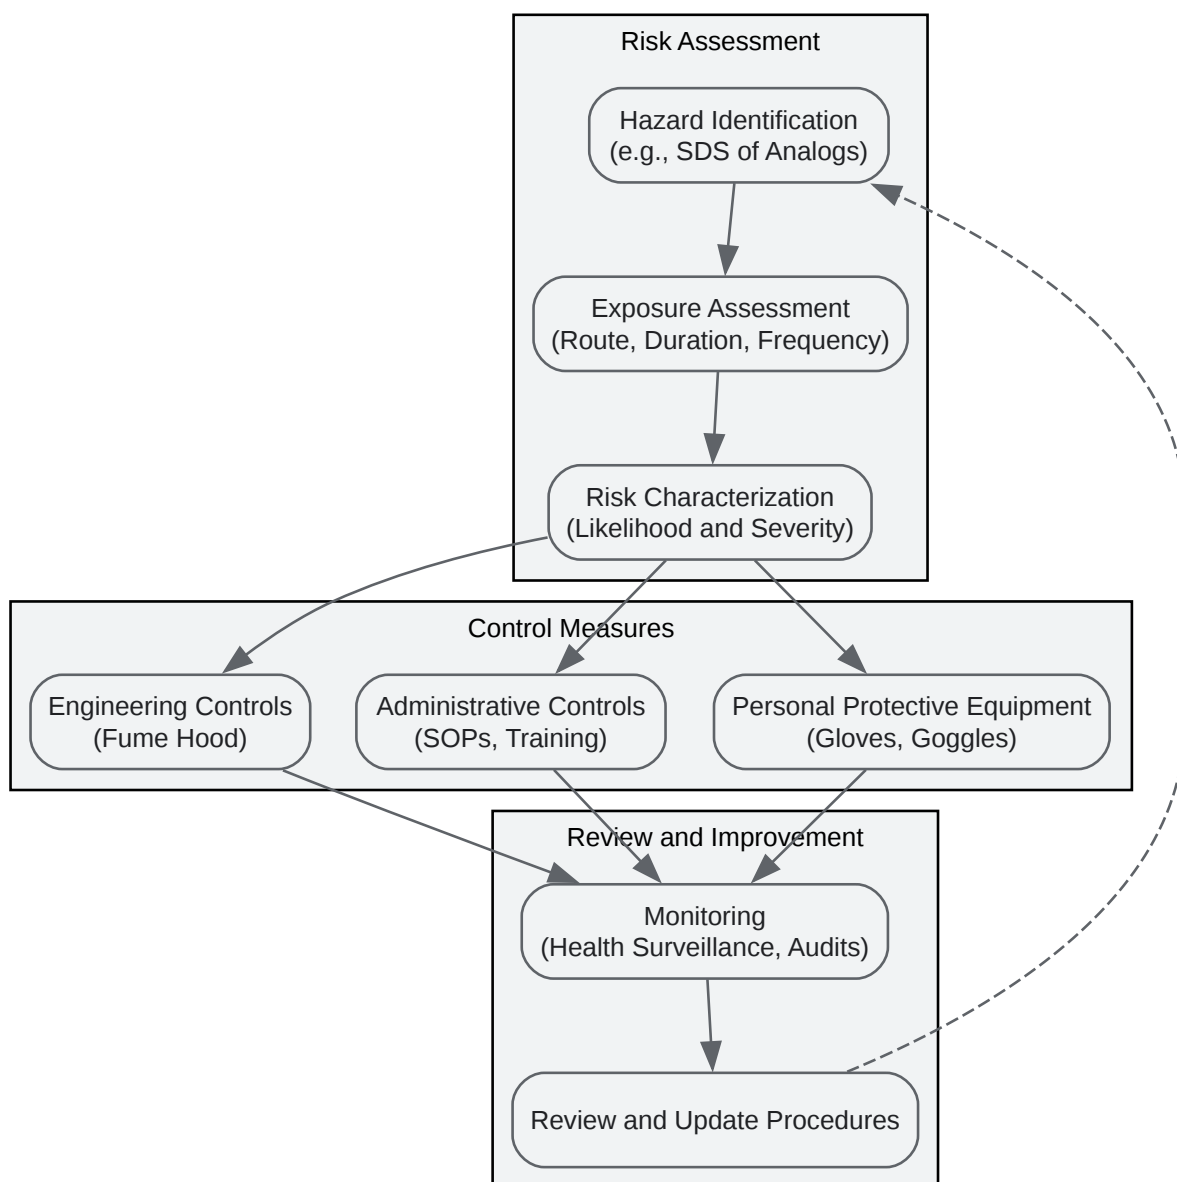 Risk Assessment
Hazard Identification
(e.g., SDS of Analogs)
Exposure Assessment
(Route, Duration, Frequency)
Risk Characterization
(Likelihood and Severity)
Control Measures
Engineering Controls
(Fume Hood)
Administrative Controls
(SOPs, Training)
Personal Protective Equipment
(Gloves, Goggles)
Review and Improvement
Monitoring
(Health Surveillance, Audits)
Review and Update Procedures